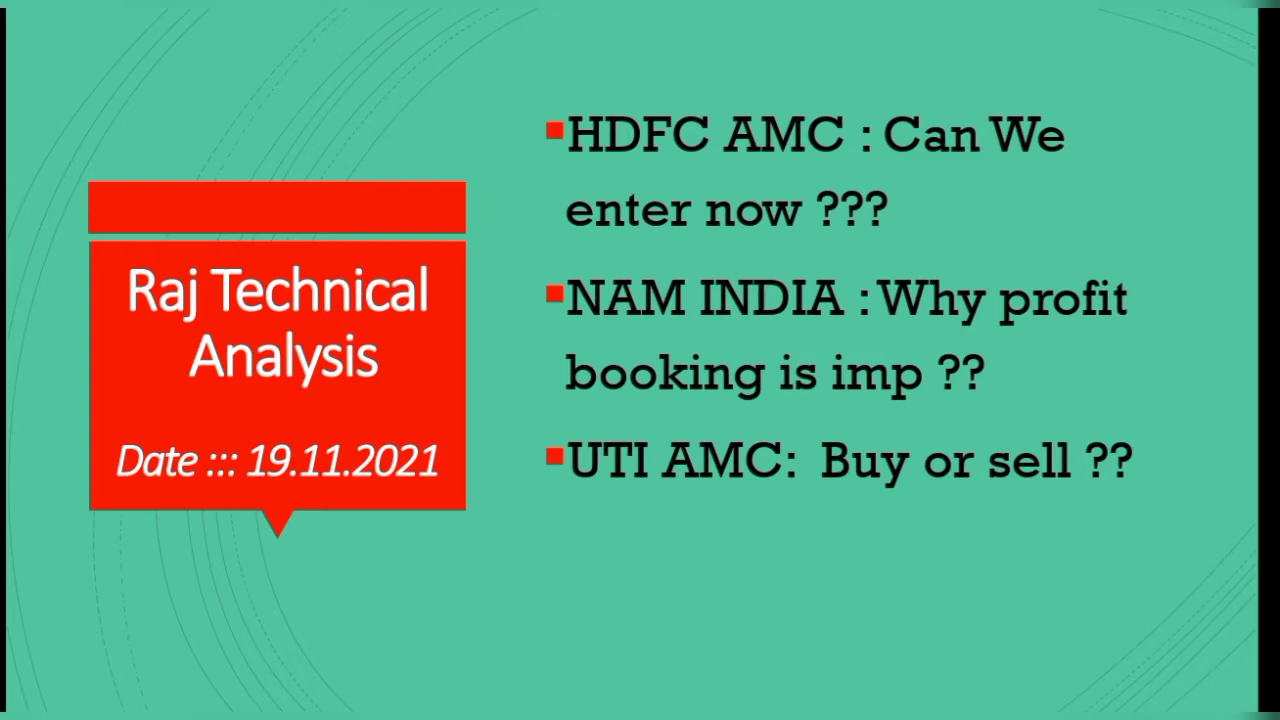 Raj Technical
Analysis
Date ::: 19.11.2021
HDFC AMC : Can We
enter now ???
NAM INDIA : Why profit
booking is imp ??
UTI AMC:  Buy or sell ??